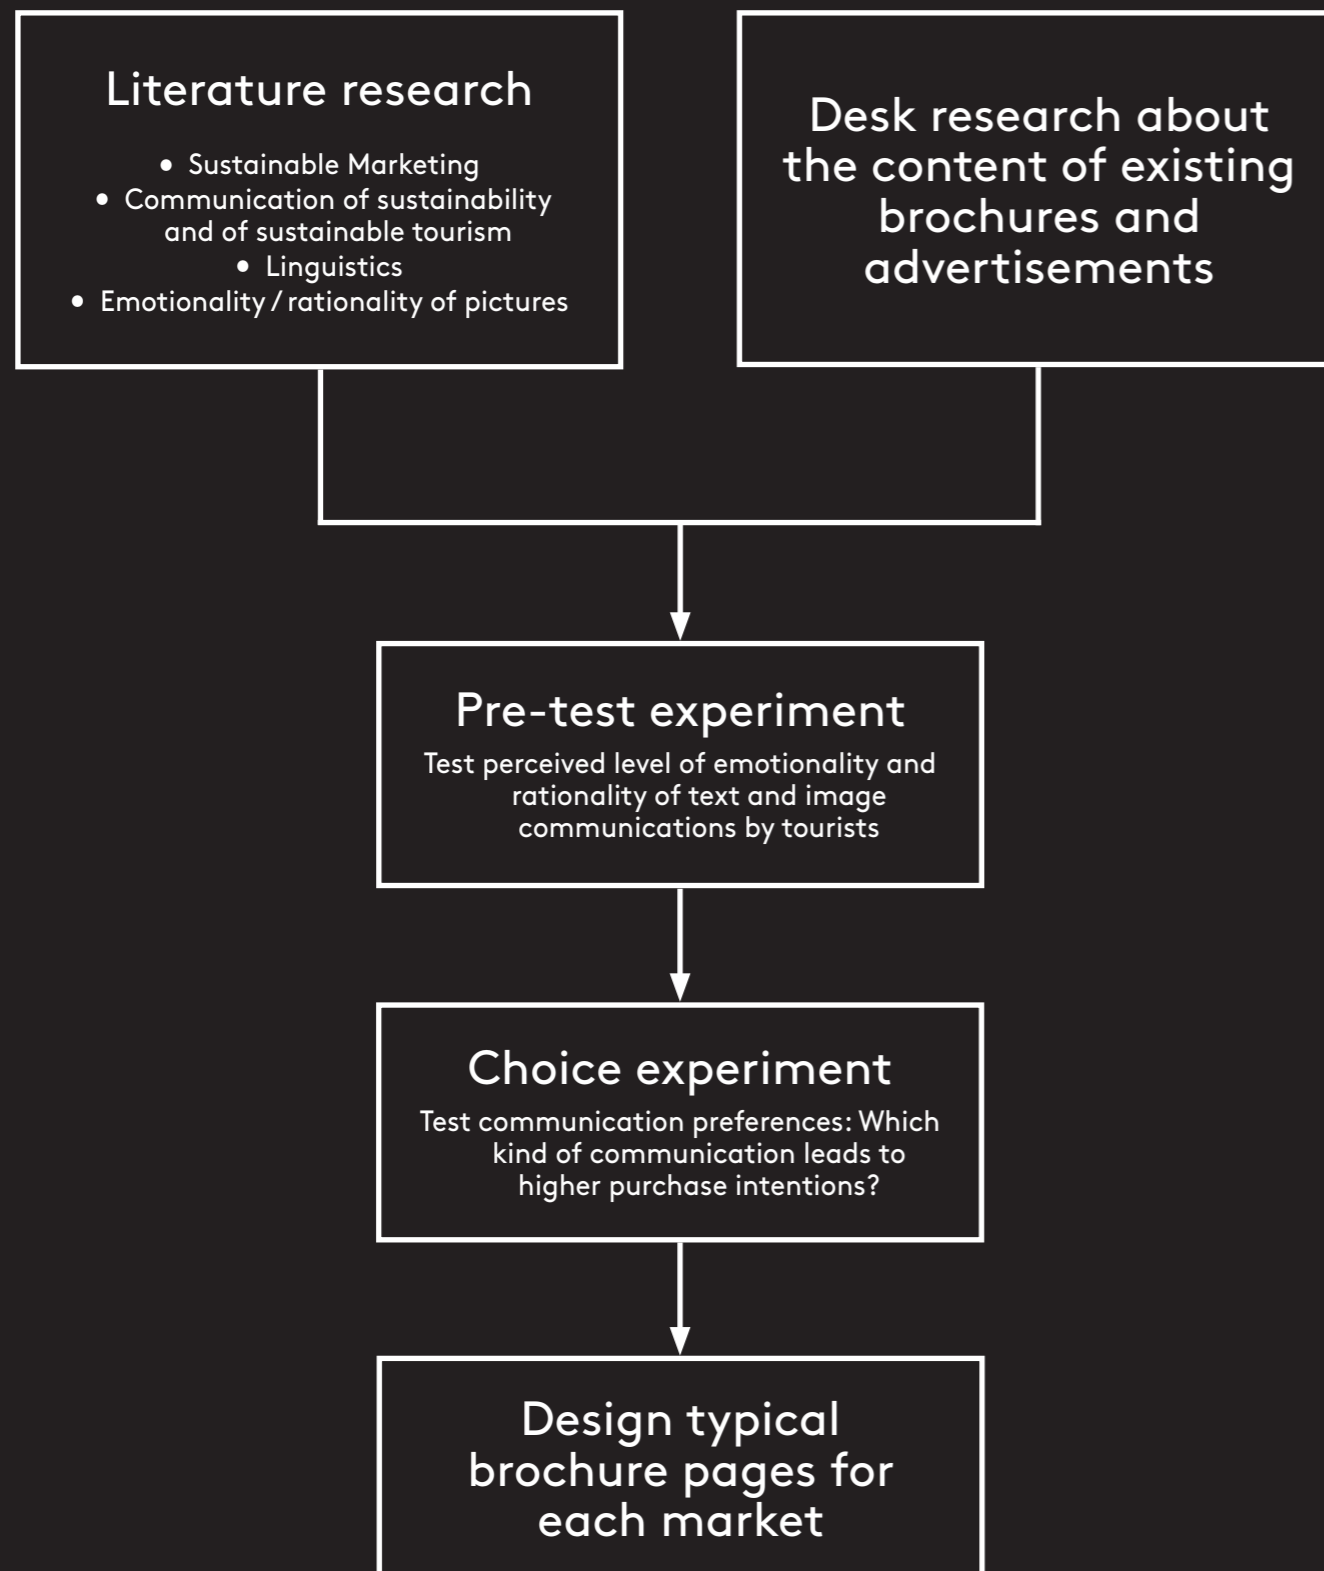 Literature research
• Sustainable Marketing
• Communication of sustainability
and of sustainable tourism
• Linguistics
• Emotionality / rationality of pictures
Desk research about
the content of existing
brochures and
advertisements
Pre-test experiment
Test perceived level of emotionality and
rationality of text and image
communications by tourists
Choice experiment
Test communication preferences: Which
kind of communication leads to
higher purchase intentions?
Design typical
brochure pages for
each market